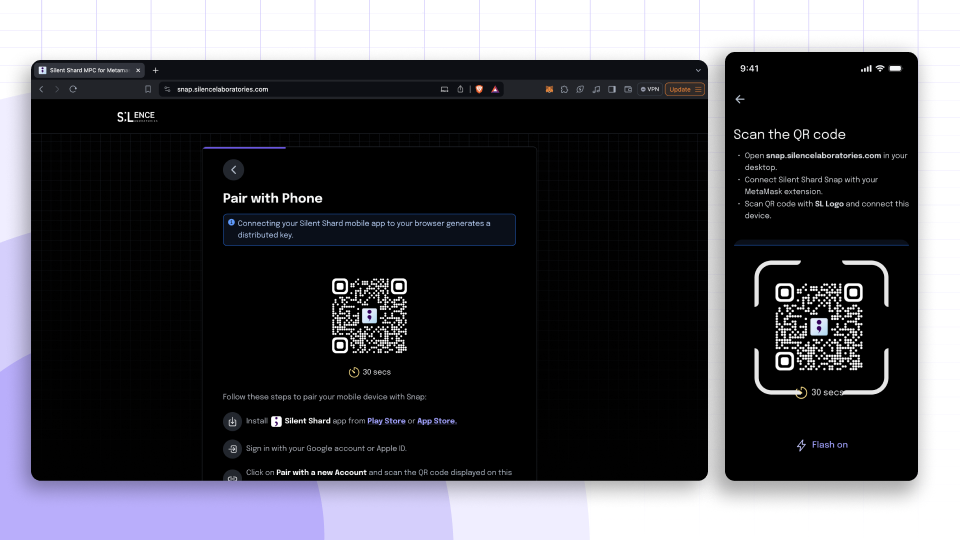 Silent Shard MPC for Metama
snap.silencelaboratories.com
VPN
Update
S:LENCE
LABORATORIES
Pair with Phone
Connecting your Silent Shard mobile app to your browser generates a
distributed key.
30 secs
Follow these steps to pair your mobile device with Snap:
Install Silent Shard app from Play Store or App Store.
Sign in with your Google account or Apple ID.
Click on Pair with a new Account and scan the QR code displayed on this
9:41
Scan the QR code
· Open snap.silencelaboratories.com in your
desktop.
· Connect Silent Shard Snap with your
MetaMask extension.
· Scan QR code with SL Logo and connect this
device.
30 secs
Flash on